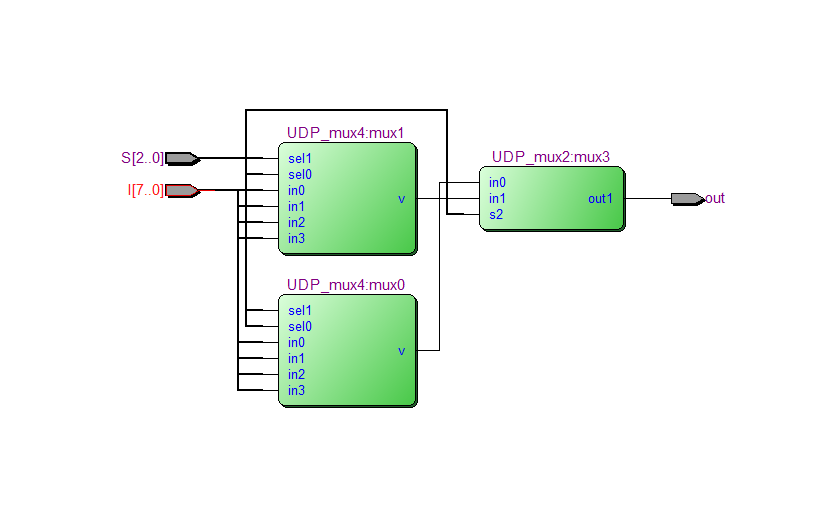 UDP_mux4:mux1
S[2..0]
I[7..0]
sel1
sel0
in0
in1
in2
in3
v
UDP_mux2:mux3
in0
in1
s2
out1
out
UDP_mux4:mux0
sel1
sel0
in0
in1
in2
in3
v